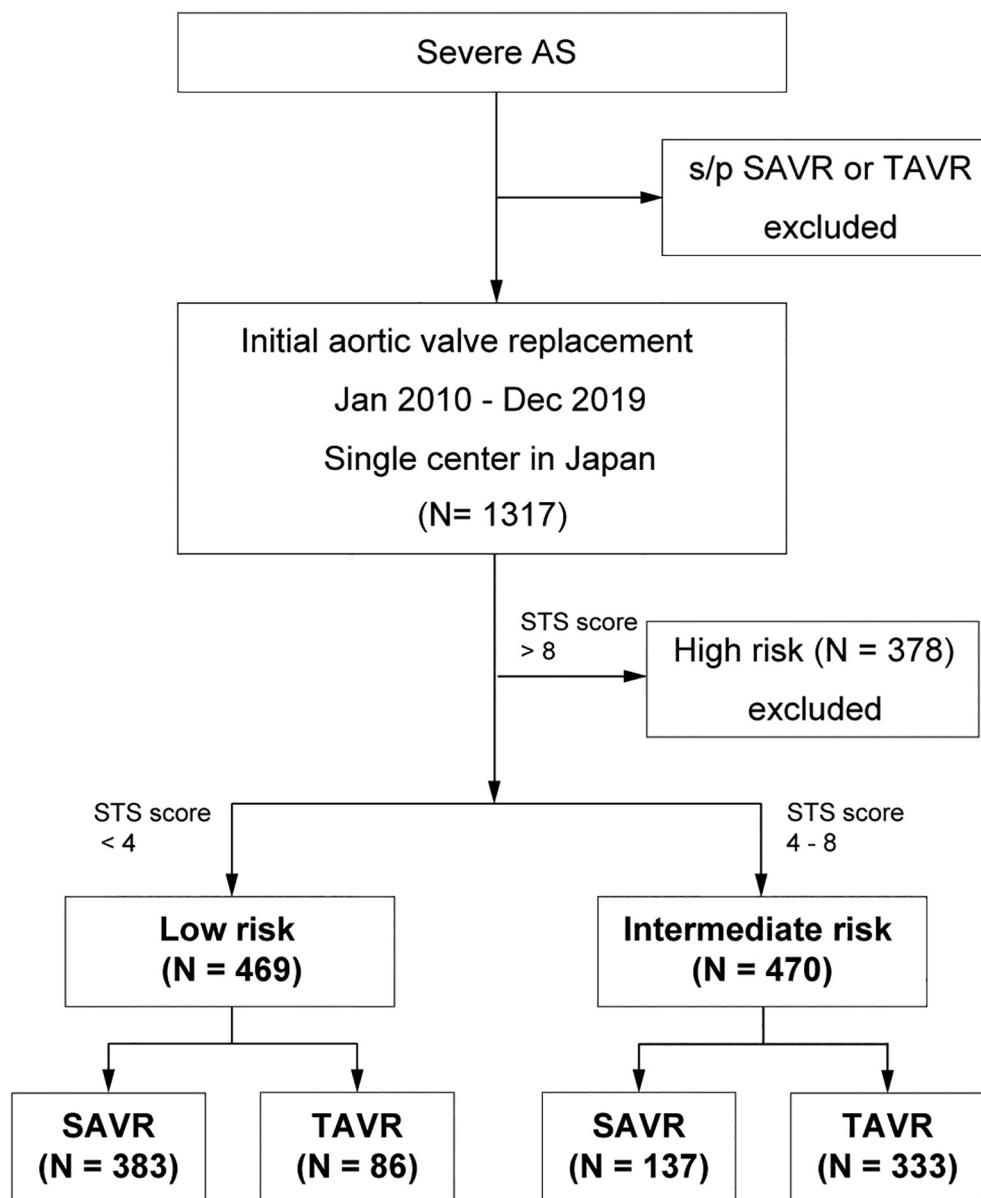 Severe AS
s/p SAVR or TAVR
excluded
Initial aortic valve replacement
Jan 2010 - Dec 2019
Single center in Japan
(N= 1317)
STS score
> 8
High risk (N = 378)
excluded
STS score
< 4
STS score
4 - 8
Low risk
(N = 469)
Intermediate risk
(N = 470)
SAVR
(N = 383)
TAVR
(N = 86)
SAVR
(N = 137)
TAVR
(N = 333)